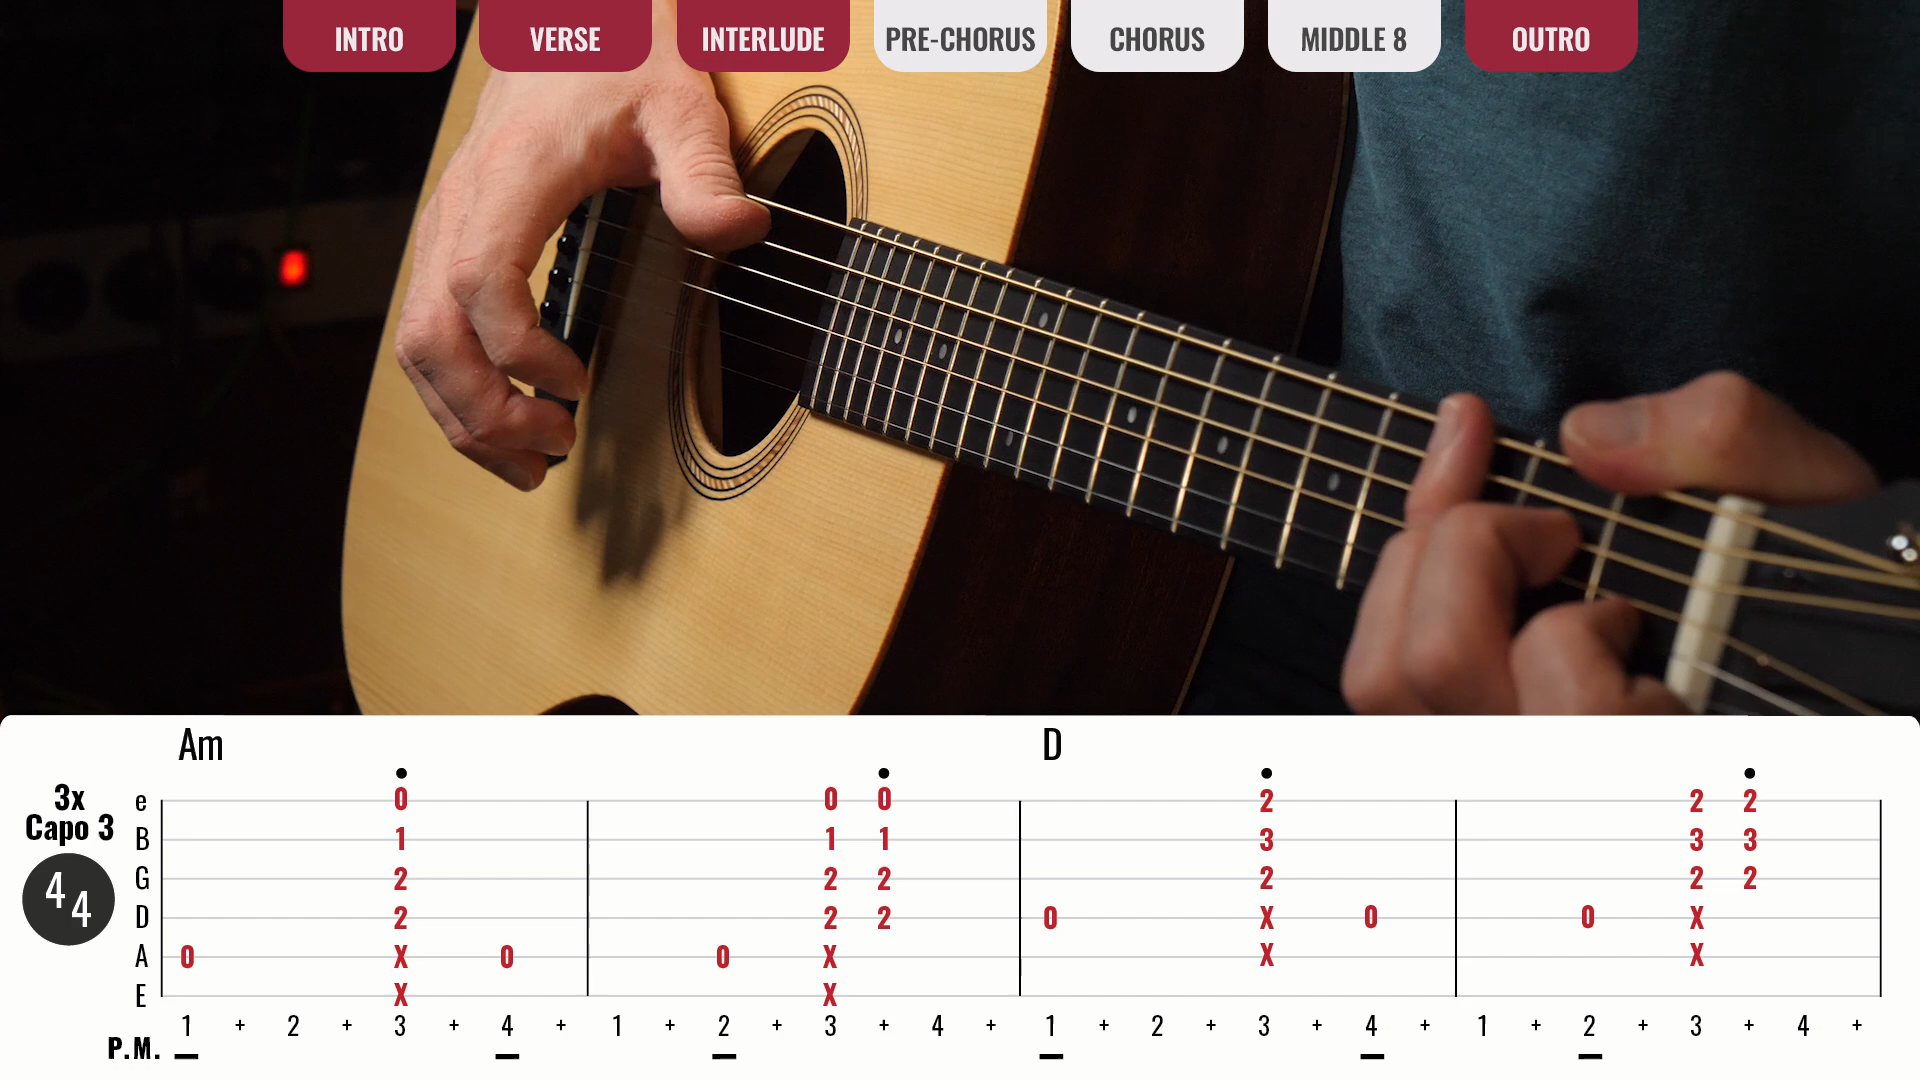 INTRO VERSE INTERLUDE PRE-CHORUS CHORUS MIDDLE 8 OUTRO
Am D
3x
Capo 3
4
4
e 0 0 0 2 2 2
B 1 1 1 3 3 3
G 2 2 2 2 2 2
D 2 2 2 0 X 0 0 X
A 0 X 0 0 X X X
E X X
1 + 2 + 3 + 4 + 1 + 2 + 3 + 4 + 1 + 2 + 3 + 4 + 1 + 2 + 3 + 4 +
P.M.